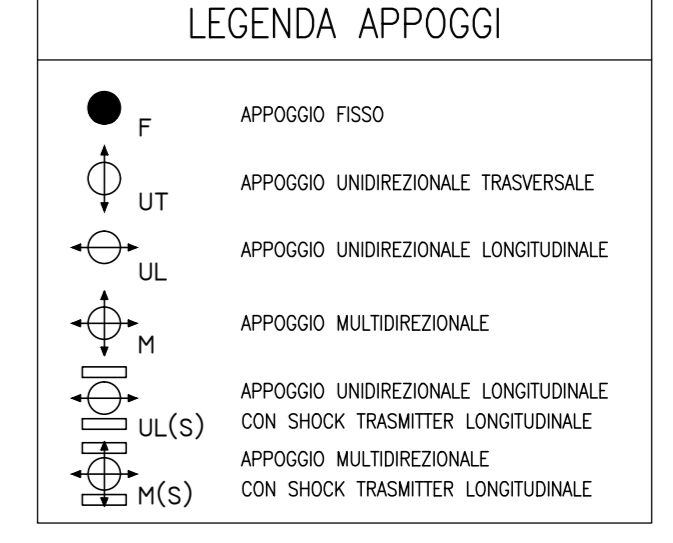 LEGENDA APPOGGI
F APPOGGIO FISSO
UT APPOGGIO UNIDIREZIONALE TRASVERSALE
UL APPOGGIO UNIDIREZIONALE LONGITUDINALE
M APPOGGIO MULTIDIREZIONALE
APPOGGIO UNIDIREZIONALE LONGITUDINALE
UL(S) CON SHOCK TRASMITTER LONGITUDINALE
APPOGGIO MULTIDIREZIONALE
M(S) CON SHOCK TRASMITTER LONGITUDINALE